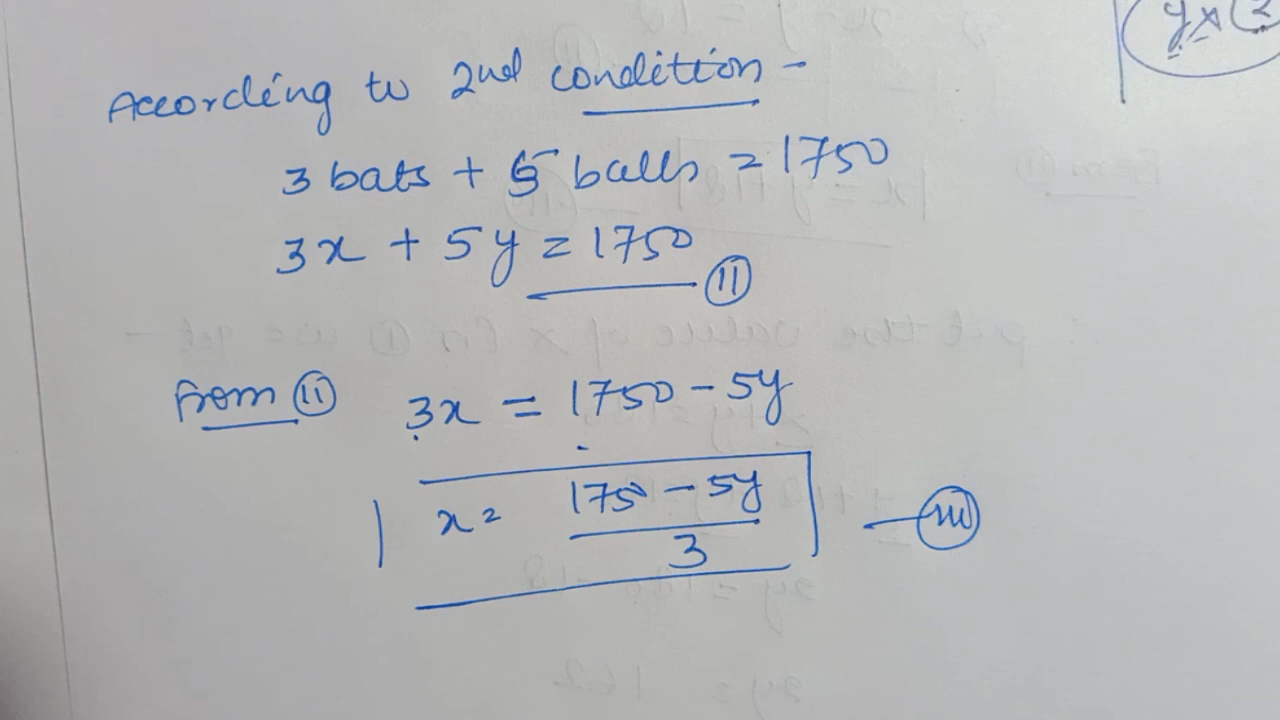 According to 2nd condition -
3 bats + 5 balls = 1750
3x + 5y = 1750 (II)
From (II) 3x = 1750 - 5y
x = 1750 - 5y / 3 (III)